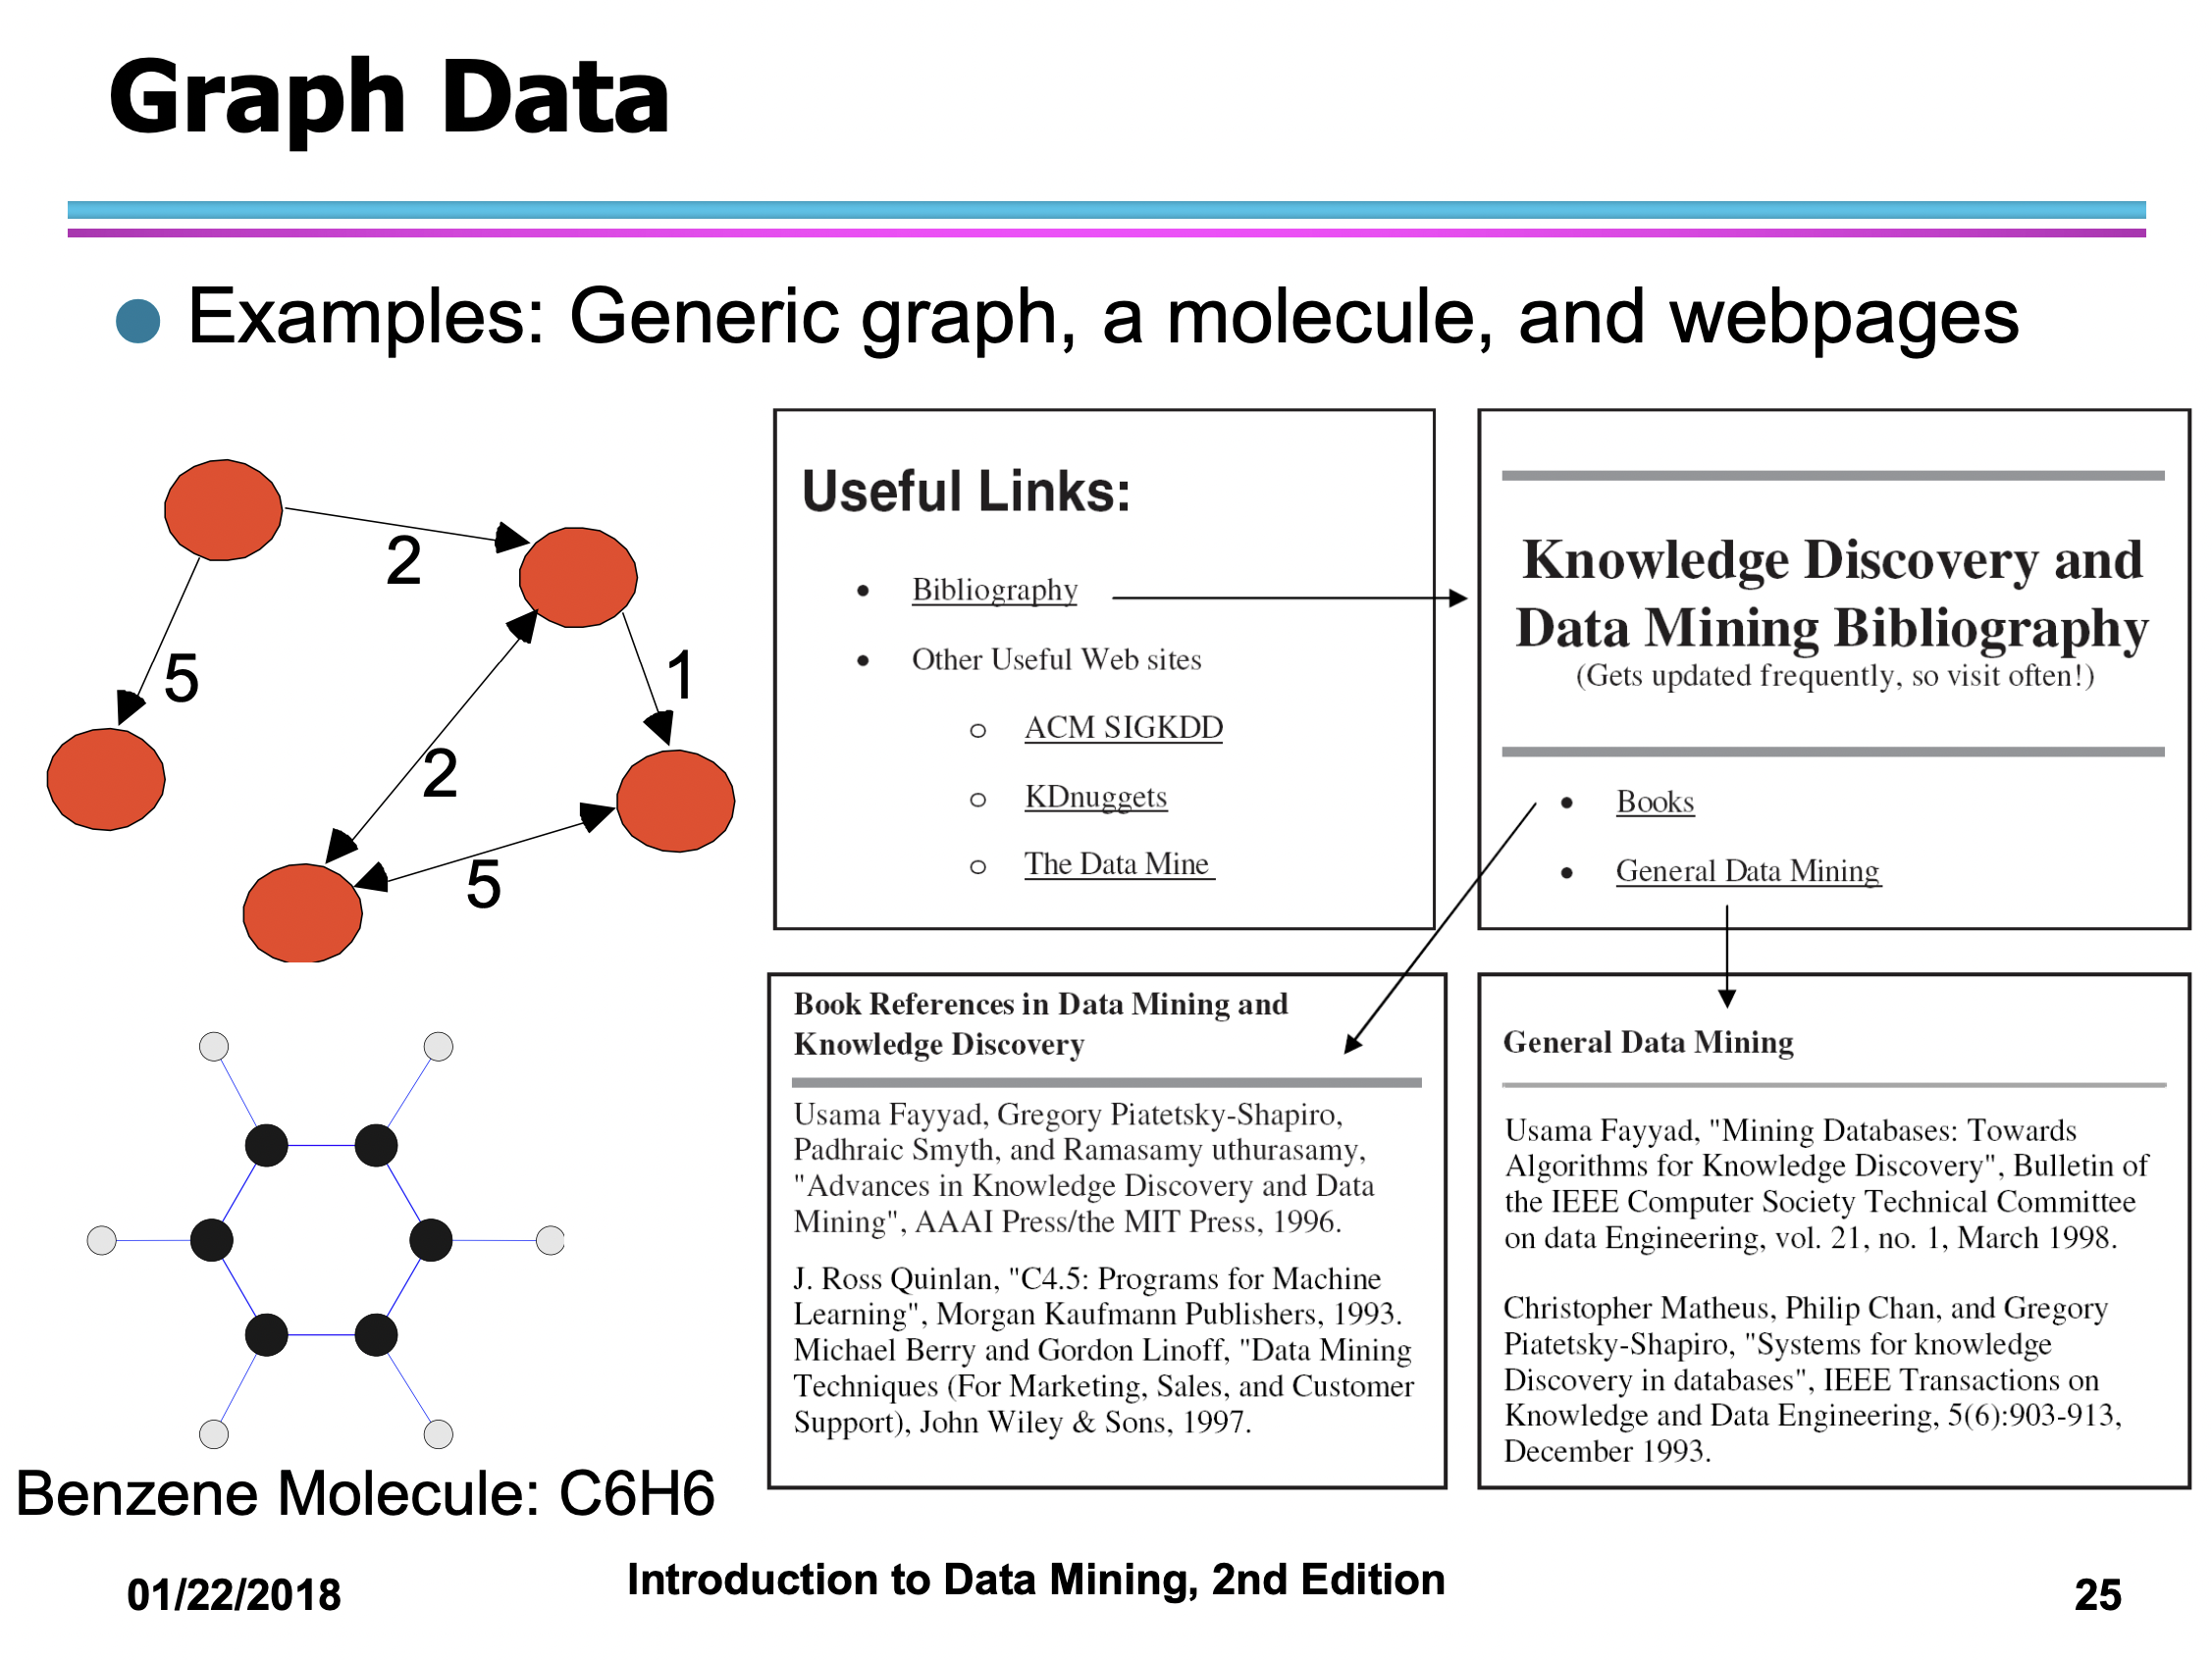 Graph Data
Examples: Generic graph, a molecule, and webpages
2
5
1
2
5
Useful Links:
Bibliography
Other Useful Web sites
ACM SIGKDD
KDnuggets
The Data Mine
Knowledge Discovery and
Data Mining Bibliography
(Gets updated frequently, so visit often!)
Books
General Data Mining
Book References in Data Mining and
Knowledge Discovery
Usama Fayyad, Gregory Piatetsky-Shapiro,
Padhraic Smyth, and Ramasamy uthurasamy,
"Advances in Knowledge Discovery and Data
Mining", AAAI Press/the MIT Press, 1996.
J. Ross Quinlan, "C4.5: Programs for Machine
Learning", Morgan Kaufmann Publishers, 1993.
Michael Berry and Gordon Linoff, "Data Mining
Techniques (For Marketing, Sales, and Customer
Support), John Wiley & Sons, 1997.
General Data Mining
Usama Fayyad, "Mining Databases: Towards
Algorithms for Knowledge Discovery", Bulletin of
the IEEE Computer Society Technical Committee
on data Engineering, vol. 21, no. 1, March 1998.
Christopher Matheus, Philip Chan, and Gregory
Piatetsky-Shapiro, "Systems for knowledge
Discovery in databases", IEEE Transactions on
Knowledge and Data Engineering, 5(6):903-913,
December 1993.
Benzene Molecule: C6H6
01/22/2018
Introduction to Data Mining, 2nd Edition
25